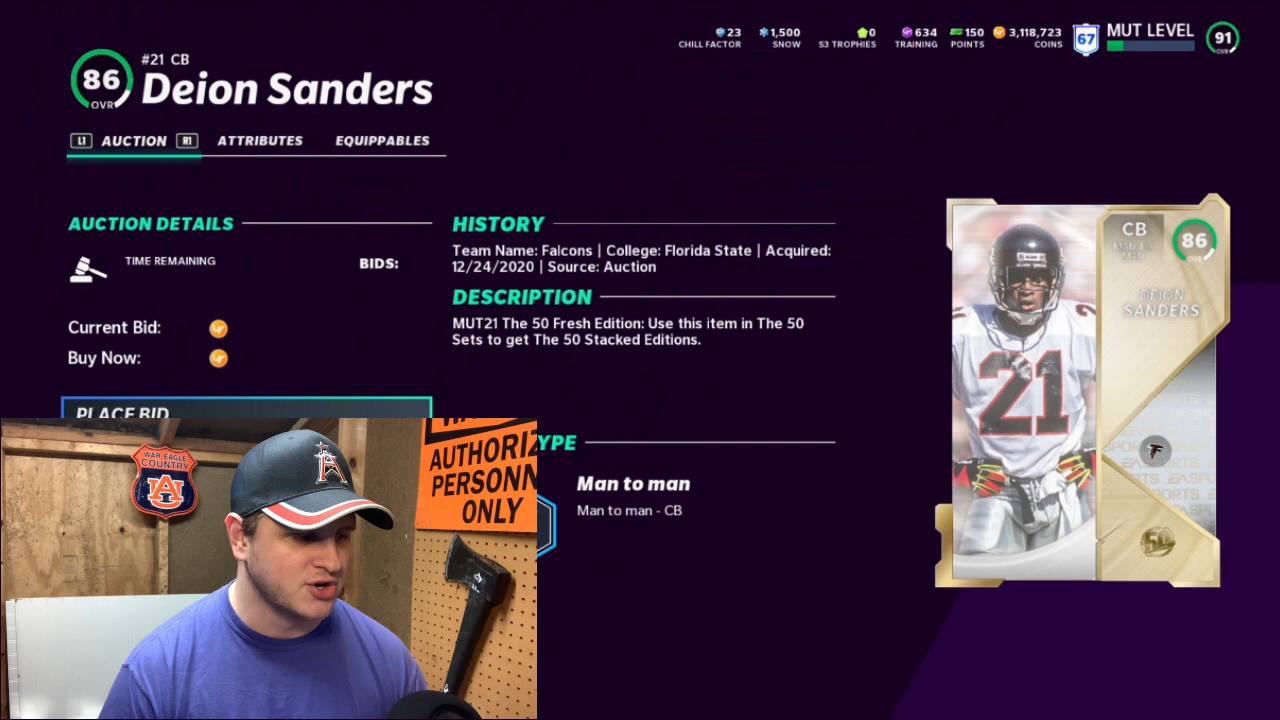 23
CHILL FACTOR
1,500
SNOW
0
S3 TROPHIES
634
TRAINING
150
POINTS
3,118,723
COINS
67
MUT LEVEL
91
OVR
86
OVR
#21 CB
Deion Sanders
L1 AUCTION R1 ATTRIBUTES EQUIPPABLES
AUCTION DETAILS
TIME REMAINING
BIDS:
Current Bid:
Buy Now:
PLACE BID
HISTORY
Team Name: Falcons | College: Florida State | Acquired:
12/24/2020 | Source: Auction
DESCRIPTION
MUT21 The 50 Fresh Edition: Use this item in The 50
Sets to get The 50 Stacked Editions.
YPE
Man to man
Man to man - CB
CB
MAN TO
MAN
86
OVR
DEION
SANDERS
21
EA SPORTS
50
WAR EAGLE
COUNTRY
AU
A
AUTHORIZ
PERSONN
ONLY